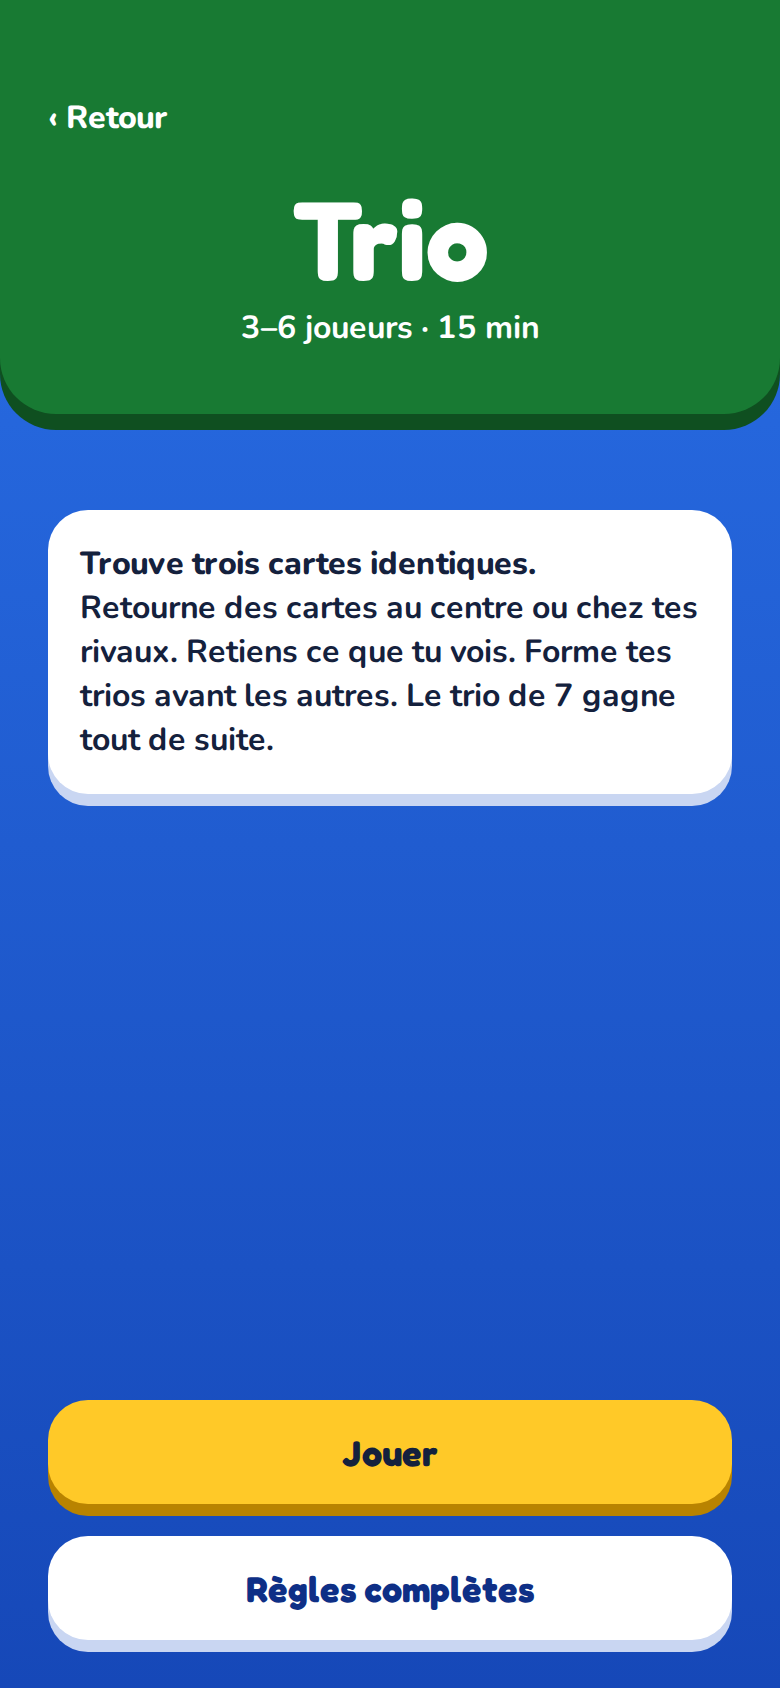 ‹ Retour
Trio
3–6 joueurs · 15 min
Trouve trois cartes identiques.
Retourne des cartes au centre ou chez tes
rivaux. Retiens ce que tu vois. Forme tes
trios avant les autres. Le trio de 7 gagne
tout de suite.
Jouer
Règles complètes